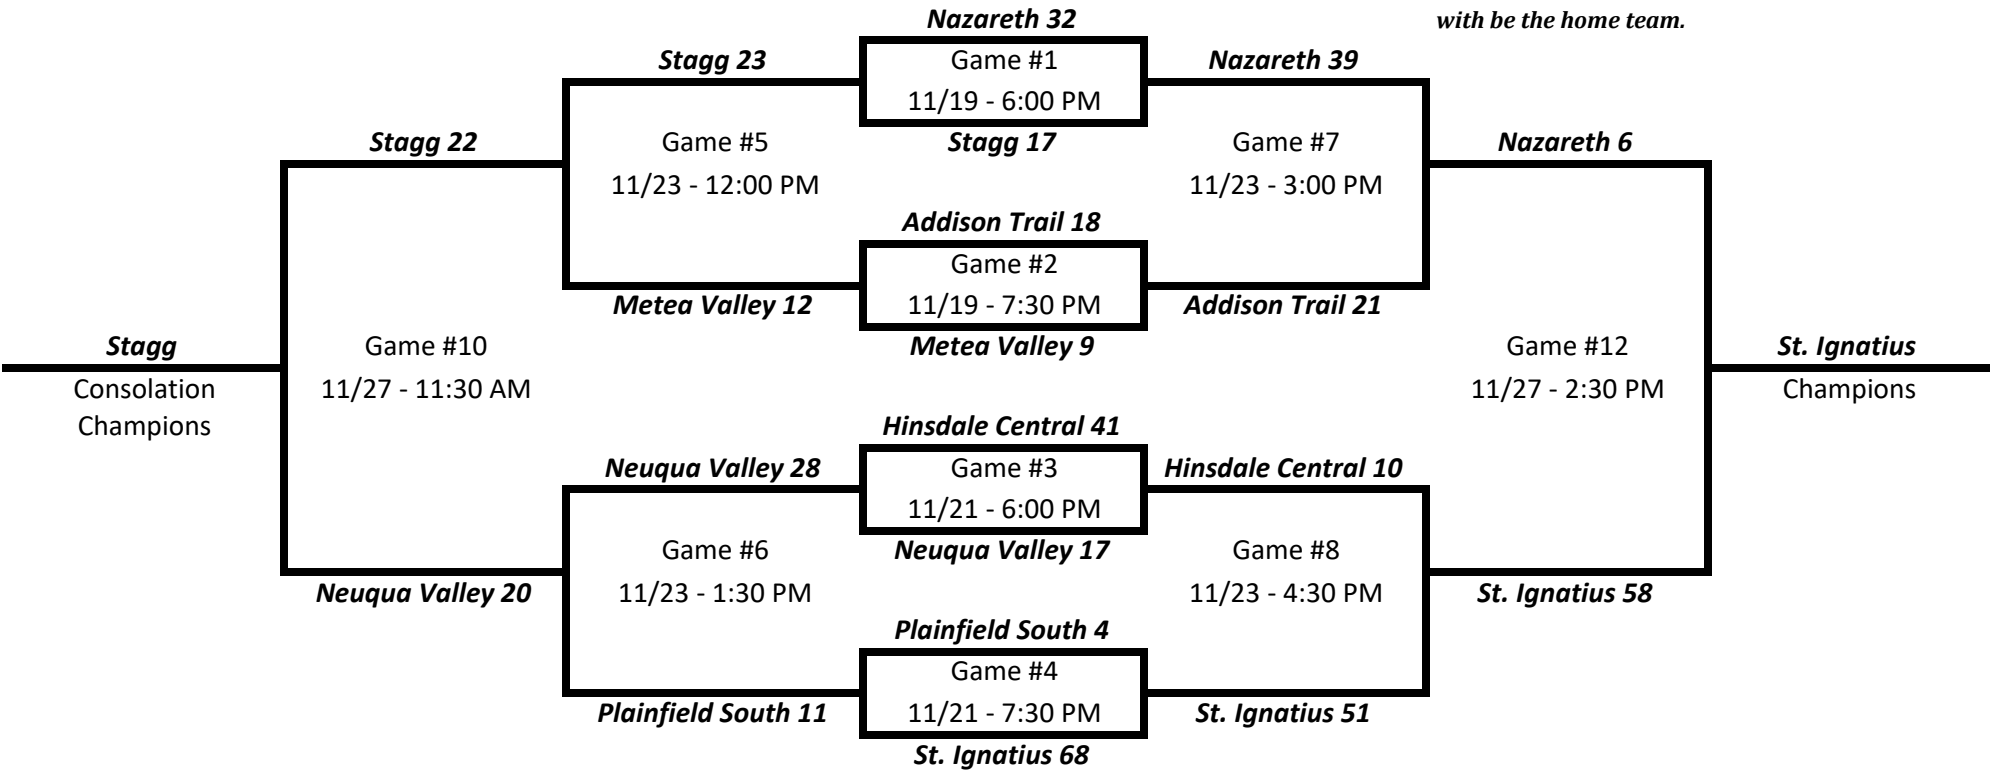 Nazareth 32
with be the home team.
Stagg 23
Game #1
Nazareth 39
11/19 - 6:00 PM
Stagg 22
Game #5
Stagg 17
Game #7
Nazareth 6
11/23 - 12:00 PM
11/23 - 3:00 PM
Addison Trail 18
Game #2
Metea Valley 12
11/19 - 7:30 PM
Addison Trail 21
Stagg
Game #10
Metea Valley 9
Game #12
St. Ignatius
Consolation
Champions
11/27 - 11:30 AM
11/27 - 2:30 PM
Champions
Hinsdale Central 41
Neuqua Valley 28
Game #3
Hinsdale Central 10
11/21 - 6:00 PM
Game #6
Neuqua Valley 17
Game #8
Neuqua Valley 20
11/23 - 1:30 PM
11/23 - 4:30 PM
St. Ignatius 58
Plainfield South 4
Game #4
Plainfield South 11
11/21 - 7:30 PM
St. Ignatius 51
St. Ignatius 68